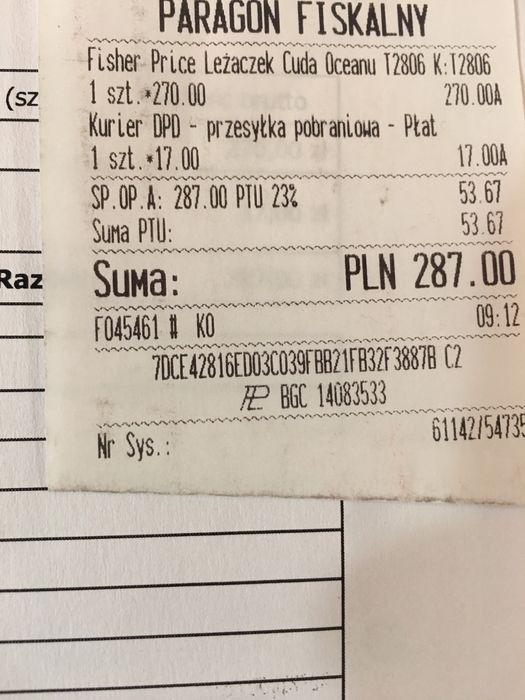 PARAGON FISKALNY
Fisher Price Leżaczek Cuda Oceanu T2806 K:T2806
1 szt.*270.00 270.00A
Kurier DPD - przesyłka pobraniowa - Płat
1 szt.*17.00 17.00A
SP.OP.A: 287.00 PTU 23% 53.67
Suma PTU: 53.67
Suma: PLN 287.00
F045461 # K0 09:12
7DCE42816ED03C039FBB21FB32F3887B C2
BGC 14083533
Nr Sys.: 61142/54735
(sz
Raz
brutto